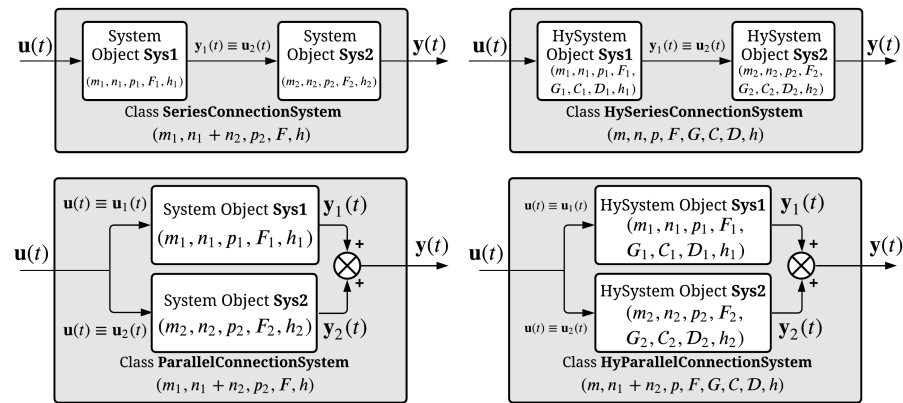 System
Object Sys1
(m₁, n₁, p₁, F₁, h₁)
System
Object Sys2
(m₂, n₂, p₂, F₂, h₂)
u(t)
y₁(t) ≡ u₂(t)
y(t)
Class SeriesConnectionSystem
(m₁, n₁ + n₂, p₂, F, h)
HySystem
Object Sys1
(m₁, n₁, p₁, F₁,
G₁, C₁, D₁, h₁)
HySystem
Object Sys2
(m₂, n₂, p₂, F₂,
G₂, C₂, D₂, h₂)
u(t)
y₁(t) ≡ u₂(t)
y(t)
Class HySeriesConnectionSystem
(m, n, p, F, G, C, D, h)
u(t)
u(t) ≡ u₁(t)
System Object Sys1
(m₁, n₁, p₁, F₁, h₁)
y₁(t)
+
y(t)
+
u(t) ≡ u₂(t)
System Object Sys2
(m₂, n₂, p₂, F₂, h₂)
y₂(t)
Class ParallelConnectionSystem
(m₁, n₁ + n₂, p₂, F, h)
u(t)
u(t) ≡ u₁(t)
HySystem Object Sys1
(m₁, n₁, p₁, F₁,
G₁, C₁, D₁, h₁)
y₁(t)
+
y(t)
+
u(t) ≡ u₂(t)
HySystem Object Sys2
(m₂, n₂, p₂, F₂,
G₂, C₂, D₂, h₂)
y₂(t)
Class HyParallelConnectionSystem
(m, n₁ + n₂, p, F, G, C, D, h)